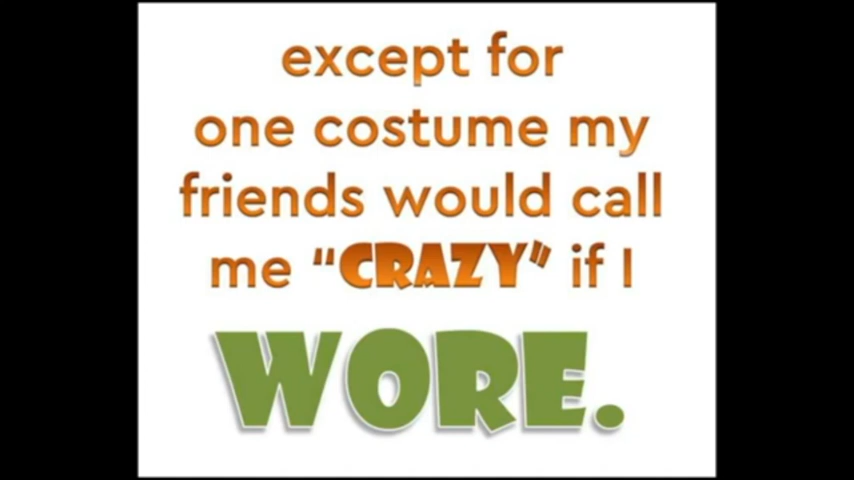 except for
one costume my
friends would call
me “CRAZY” if I
WORE.